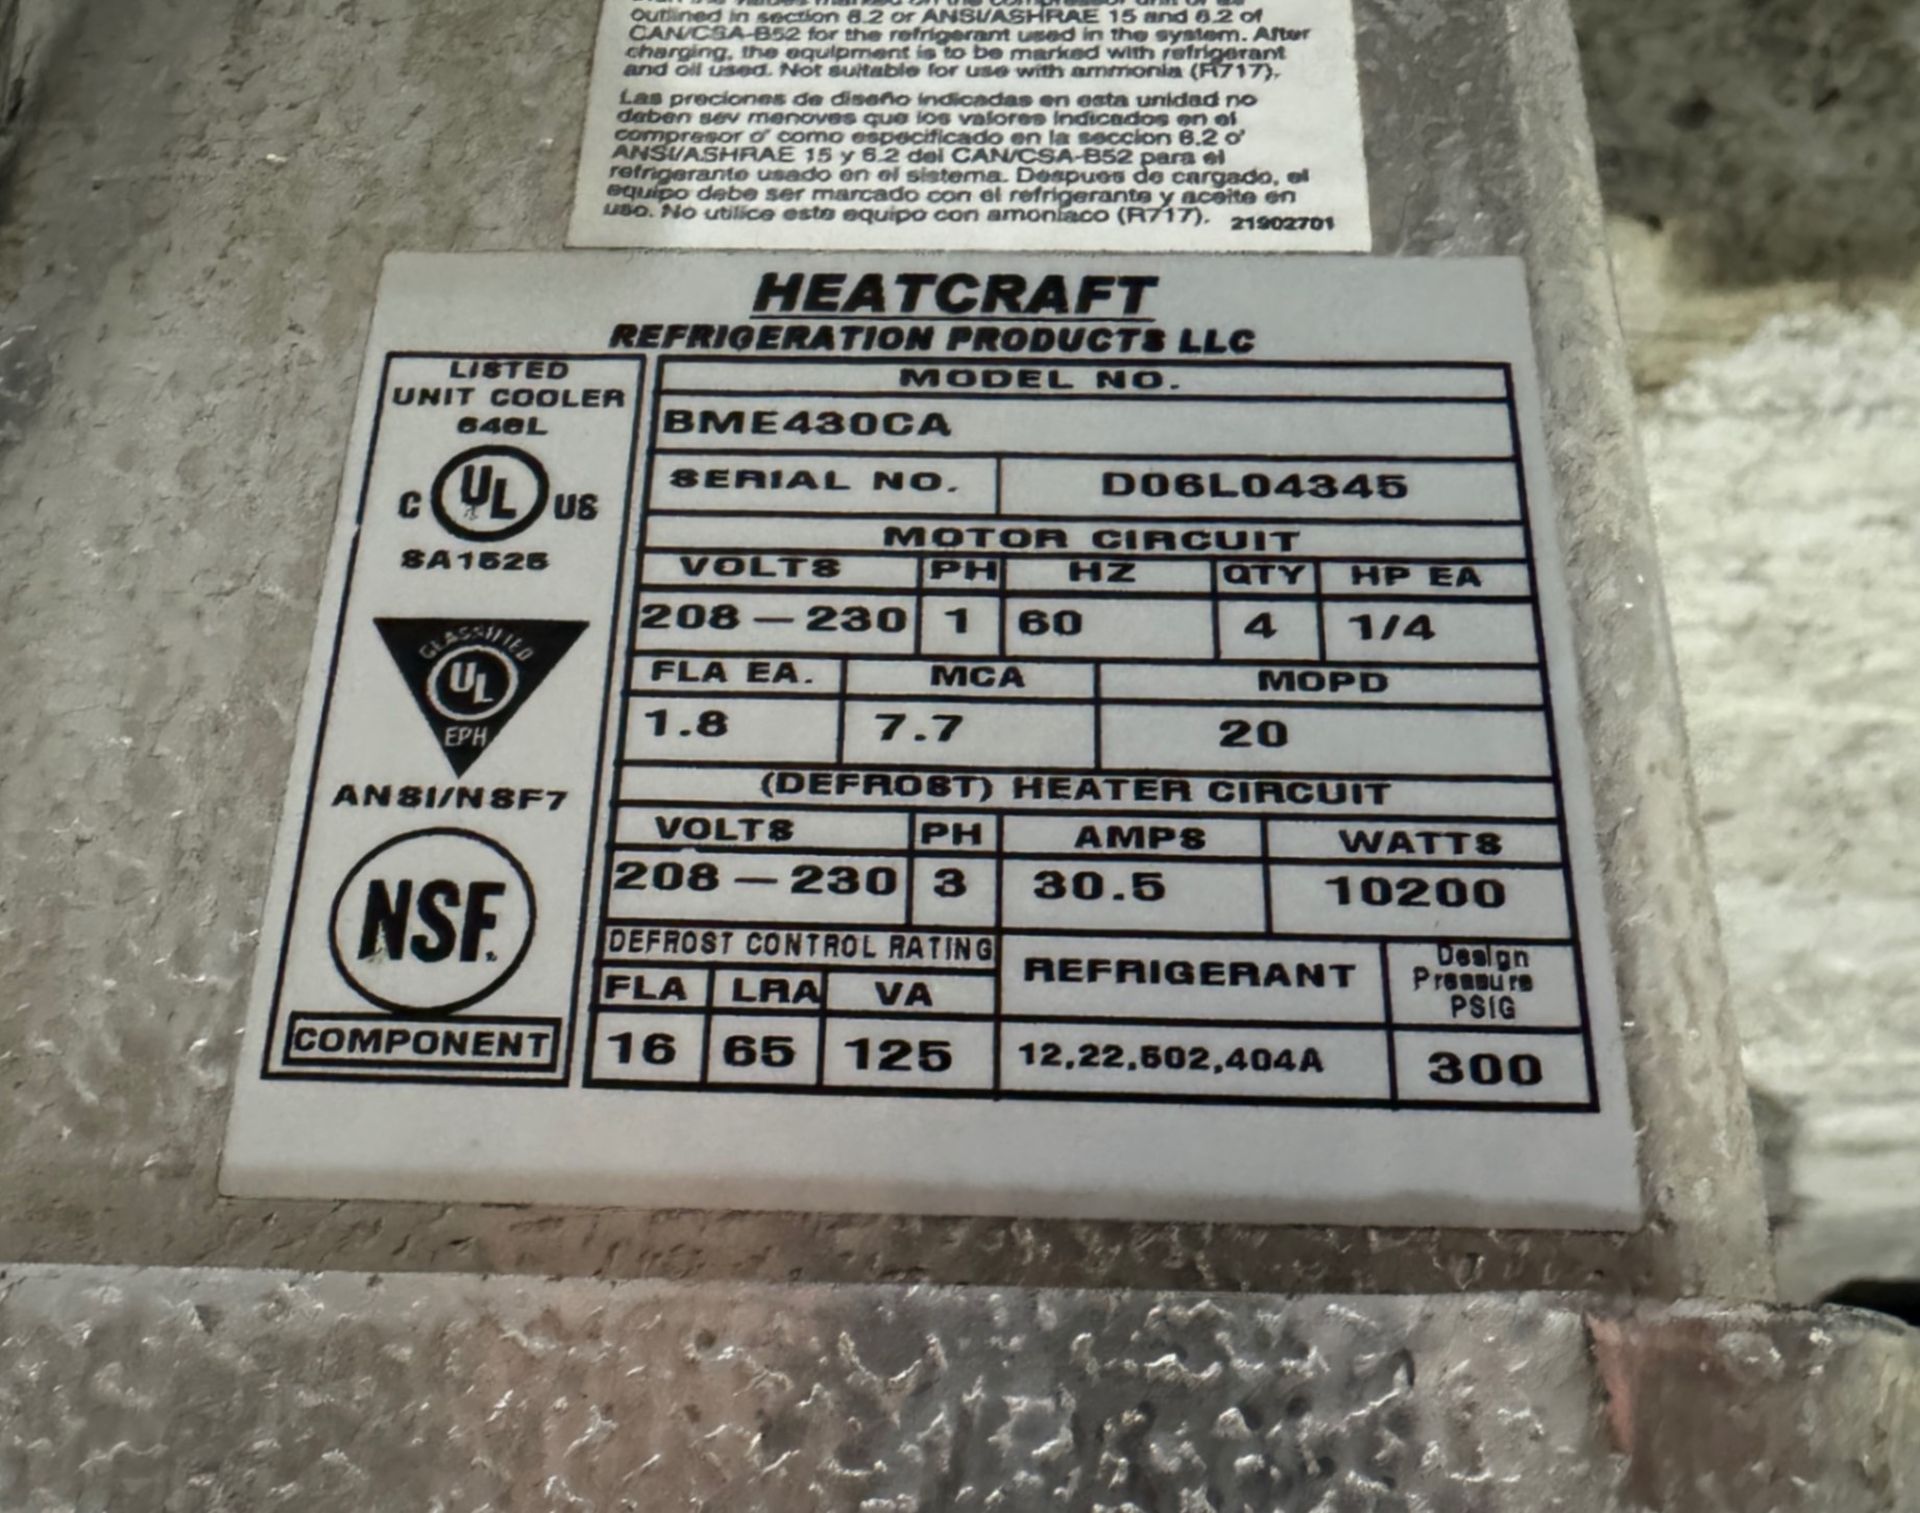 outlined in section 6.2 or ANSI/ASHRAE 15 and 6.2 of
CAN/CSA-B52 for the refrigerant used in the system. After
charging, the equipment is to be marked with refrigerant
and oil used. Not suitable for use with ammonia (R717).
Las preciones de diseño indicadas en esta unidad no
deben sev menoves que los valores indicados en el
compresor o' como especificado en la seccion 6.2 o'
ANSI/ASHRAE 15 y 6.2 del CAN/CSA-B52 para el
refrigerante usado en el sistema. Despues de cargado, el
equipo debe ser marcado con el refrigerante y aceite en
uso. No utilice este equipo con amoniaco (R717). 21902701
HEATCRAFT
REFRIGERATION PRODUCTS LLC
LISTED
UNIT COOLER
646L
C UL US
SA1525
CLASSIFIED
UL
EPH
ANSI/NSF7
NSF.
COMPONENT
MODEL NO.
BME430CA
SERIAL NO. D06L04345
MOTOR CIRCUIT
VOLTS PH HZ QTY HP EA
208-230 1 60 4 1/4
FLA EA. MCA MOPD
1.8 7.7 20
(DEFROST) HEATER CIRCUIT
VOLTS PH AMPS WATTS
208-230 3 30.5 10200
DEFROST CONTROL RATING REFRIGERANT Design Pressure PSIG
FLA LRA VA
16 65 125 12,22,502,404A 300